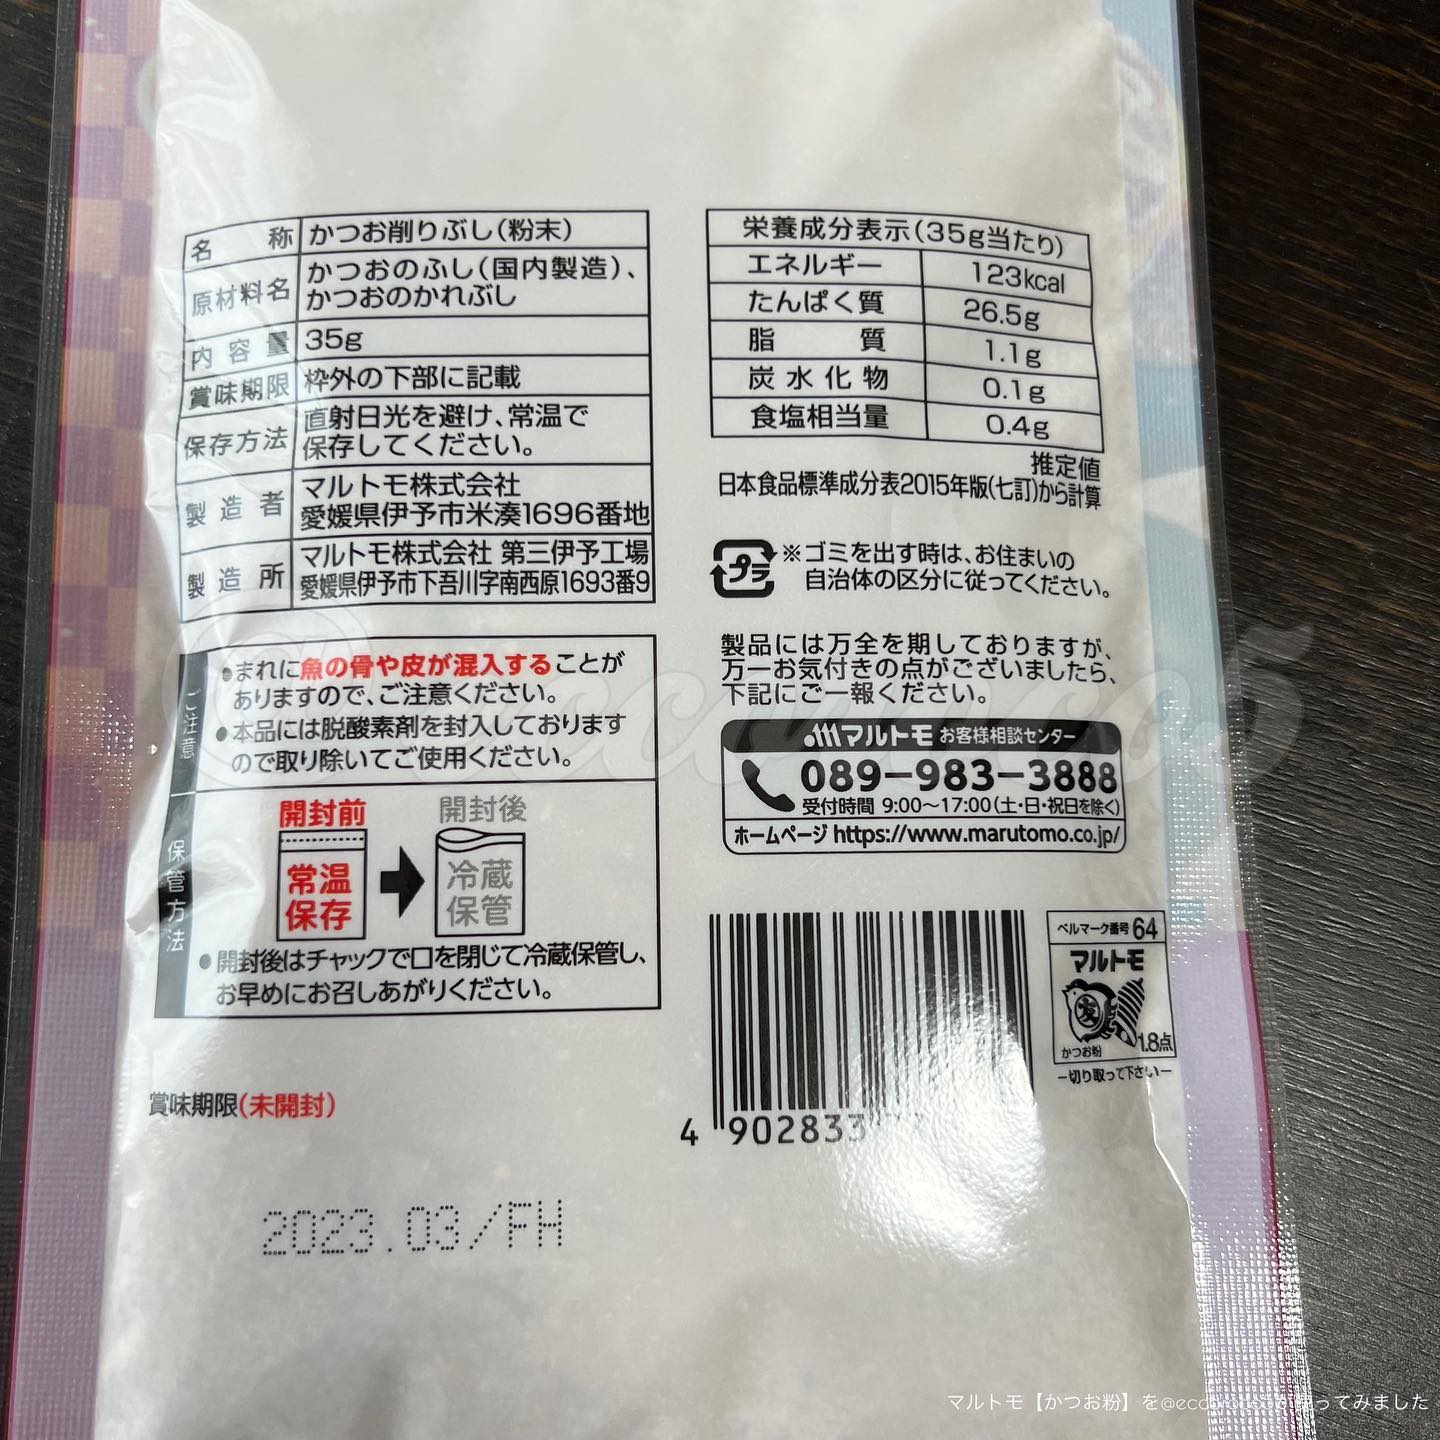 名称 かつお削りぶし(粉末)
原材料名 かつおのふし(国内製造)、
かつおのかれぶし
内容量 35g
賞味期限 枠外の下部に記載
保存方法 直射日光を避け、常温で
保存してください。
製造者 マルトモ株式会社
愛媛県伊予市米湊1696番地
製造所 マルトモ株式会社 第三伊予工場
愛媛県伊予市下吾川字南西原1693番9
栄養成分表示(35g当たり)
エネルギー 123kcal
たんぱく質 26.5g
脂質 1.1g
炭水化物 0.1g
食塩相当量 0.4g
推定値
日本食品標準成分表2015年版(七訂)から計算
プラ
※ゴミを出す時は、お住まいの
自治体の区分に従ってください。
製品には万全を期しておりますが、
万一お気付きの点がございましたら、
下記にご一報ください。
マルトモ お客様相談センター
089-983-3888
受付時間 9:00~17:00(土・日・祝日を除く)
ホームページ https://www.marutomo.co.jp/
ご注意
●まれに魚の骨や皮が混入することが
ありますので、ご注意ください。
●本品には脱酸素剤を封入しております
ので取り除いてご使用ください。
保管方法
開封前 開封後
常温 冷蔵
保存 保管
●開封後はチャックで口を閉じて冷蔵保管し、
お早めにお召しあがりください。
ベルマーク番号 64
マルトモ
友
かつお粉 1.8点
-切り取って下さい-
賞味期限(未開封)
4 902833
2023.03/FH
マルトモ【かつお粉】を 使ってみました